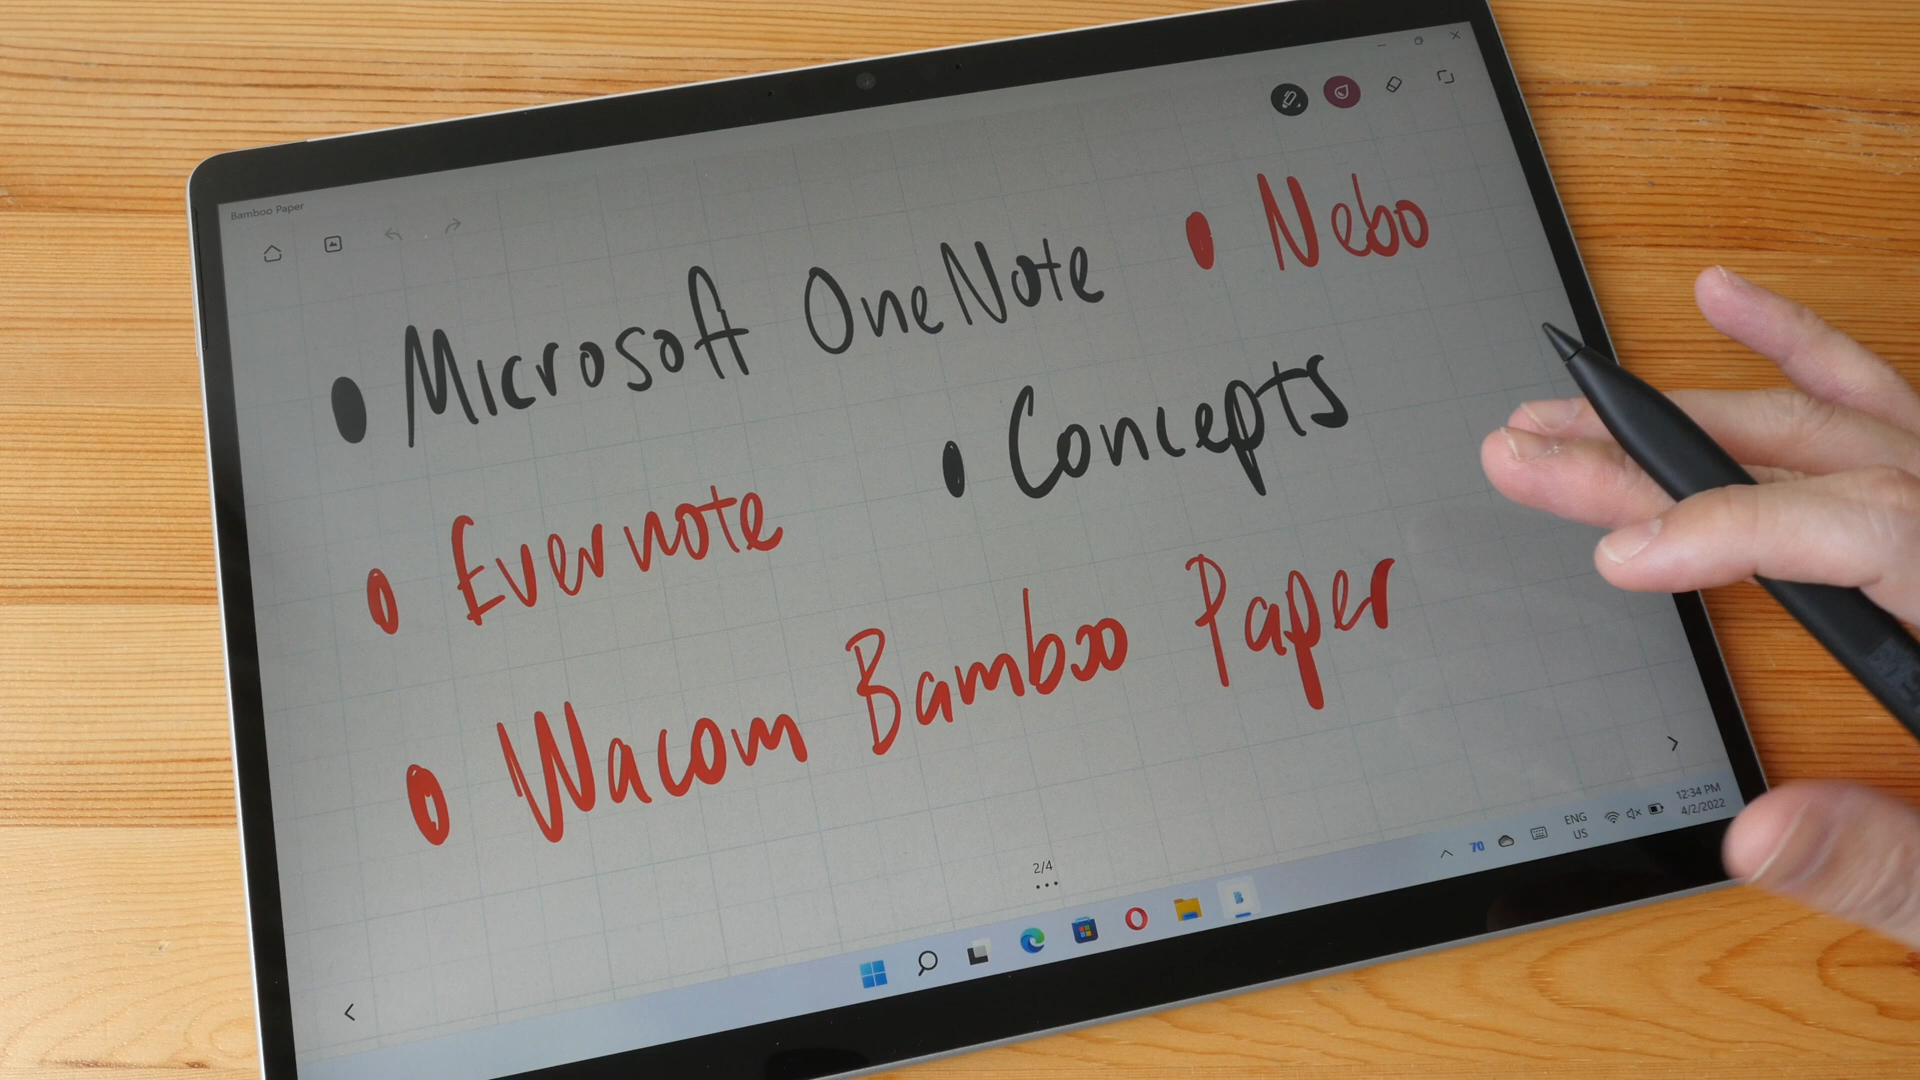 Bamboo Paper
• Microsoft OneNote
• Nebo
• Concepts
• Evernote
• Wacom Bamboo Paper
2/4
70
ENG
US
12:34 PM
4/2/2022